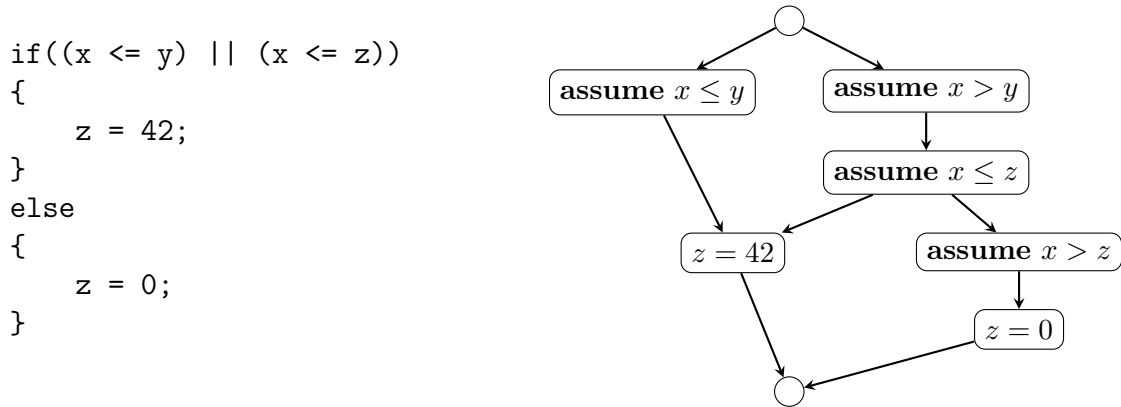 if((x <= y) || (x <= z))
{
    z = 42;
}
else
{
    z = 0;
}
assume x ≤ y
assume x > y
assume x ≤ z
z = 42
assume x > z
z = 0